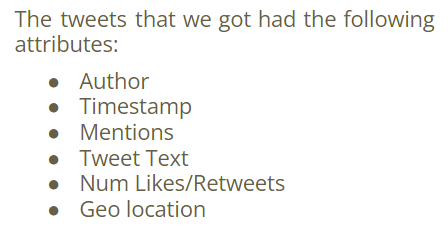 The tweets that we got had the following
attributes:
● Author
● Timestamp
● Mentions
● Tweet Text
● Num Likes/Retweets
● Geo location